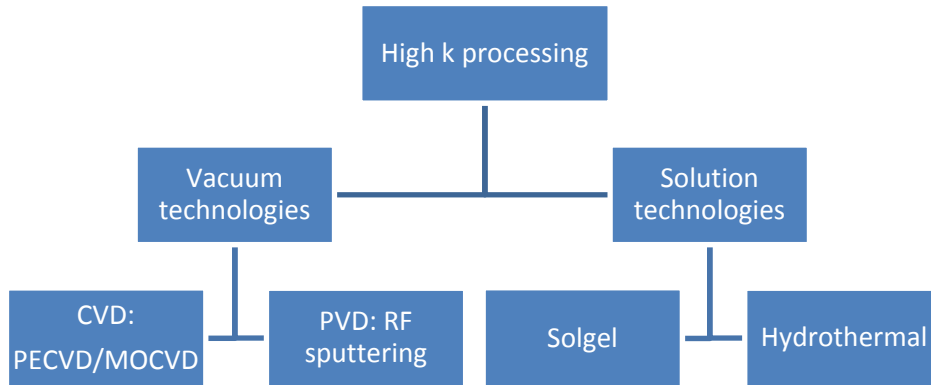 High k processing
Vacuum
technologies
Solution
technologies
CVD:
PECVD/MOCVD
PVD: RF
sputtering
Solgel
Hydrothermal